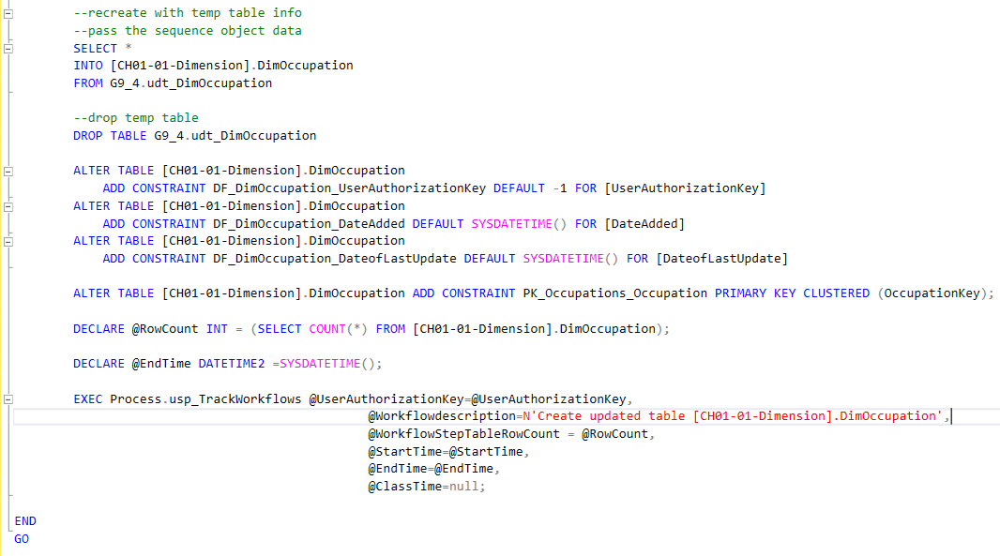 --recreate with temp table info
--pass the sequence object data
SELECT *
INTO [CH01-01-Dimension].DimOccupation
FROM G9_4.udt_DimOccupation
--drop temp table
DROP TABLE G9_4.udt_DimOccupation
ALTER TABLE [CH01-01-Dimension].DimOccupation
ADD CONSTRAINT DF_DimOccupation_UserAuthorizationKey DEFAULT -1 FOR [UserAuthorizationKey]
ALTER TABLE [CH01-01-Dimension].DimOccupation
ADD CONSTRAINT DF_DimOccupation_DateAdded DEFAULT SYSDATETIME() FOR [DateAdded]
ALTER TABLE [CH01-01-Dimension].DimOccupation
ADD CONSTRAINT DF_DimOccupation_DateofLastUpdate DEFAULT SYSDATETIME() FOR [DateofLastUpdate]
ALTER TABLE [CH01-01-Dimension].DimOccupation ADD CONSTRAINT PK_Occupations_Occupation PRIMARY KEY CLUSTERED (OccupationKey);
DECLARE @RowCount INT = (SELECT COUNT(*) FROM [CH01-01-Dimension].DimOccupation);
DECLARE @EndTime DATETIME2 =SYSDATETIME();
EXEC Process.usp_TrackWorkflows @UserAuthorizationKey=@UserAuthorizationKey,
@Workflowdescription=N'Create updated table [CH01-01-Dimension].DimOccupation',
@WorkflowStepTableRowCount = @RowCount,
@StartTime=@StartTime,
@EndTime=@EndTime,
@ClassTime=null;
END
GO